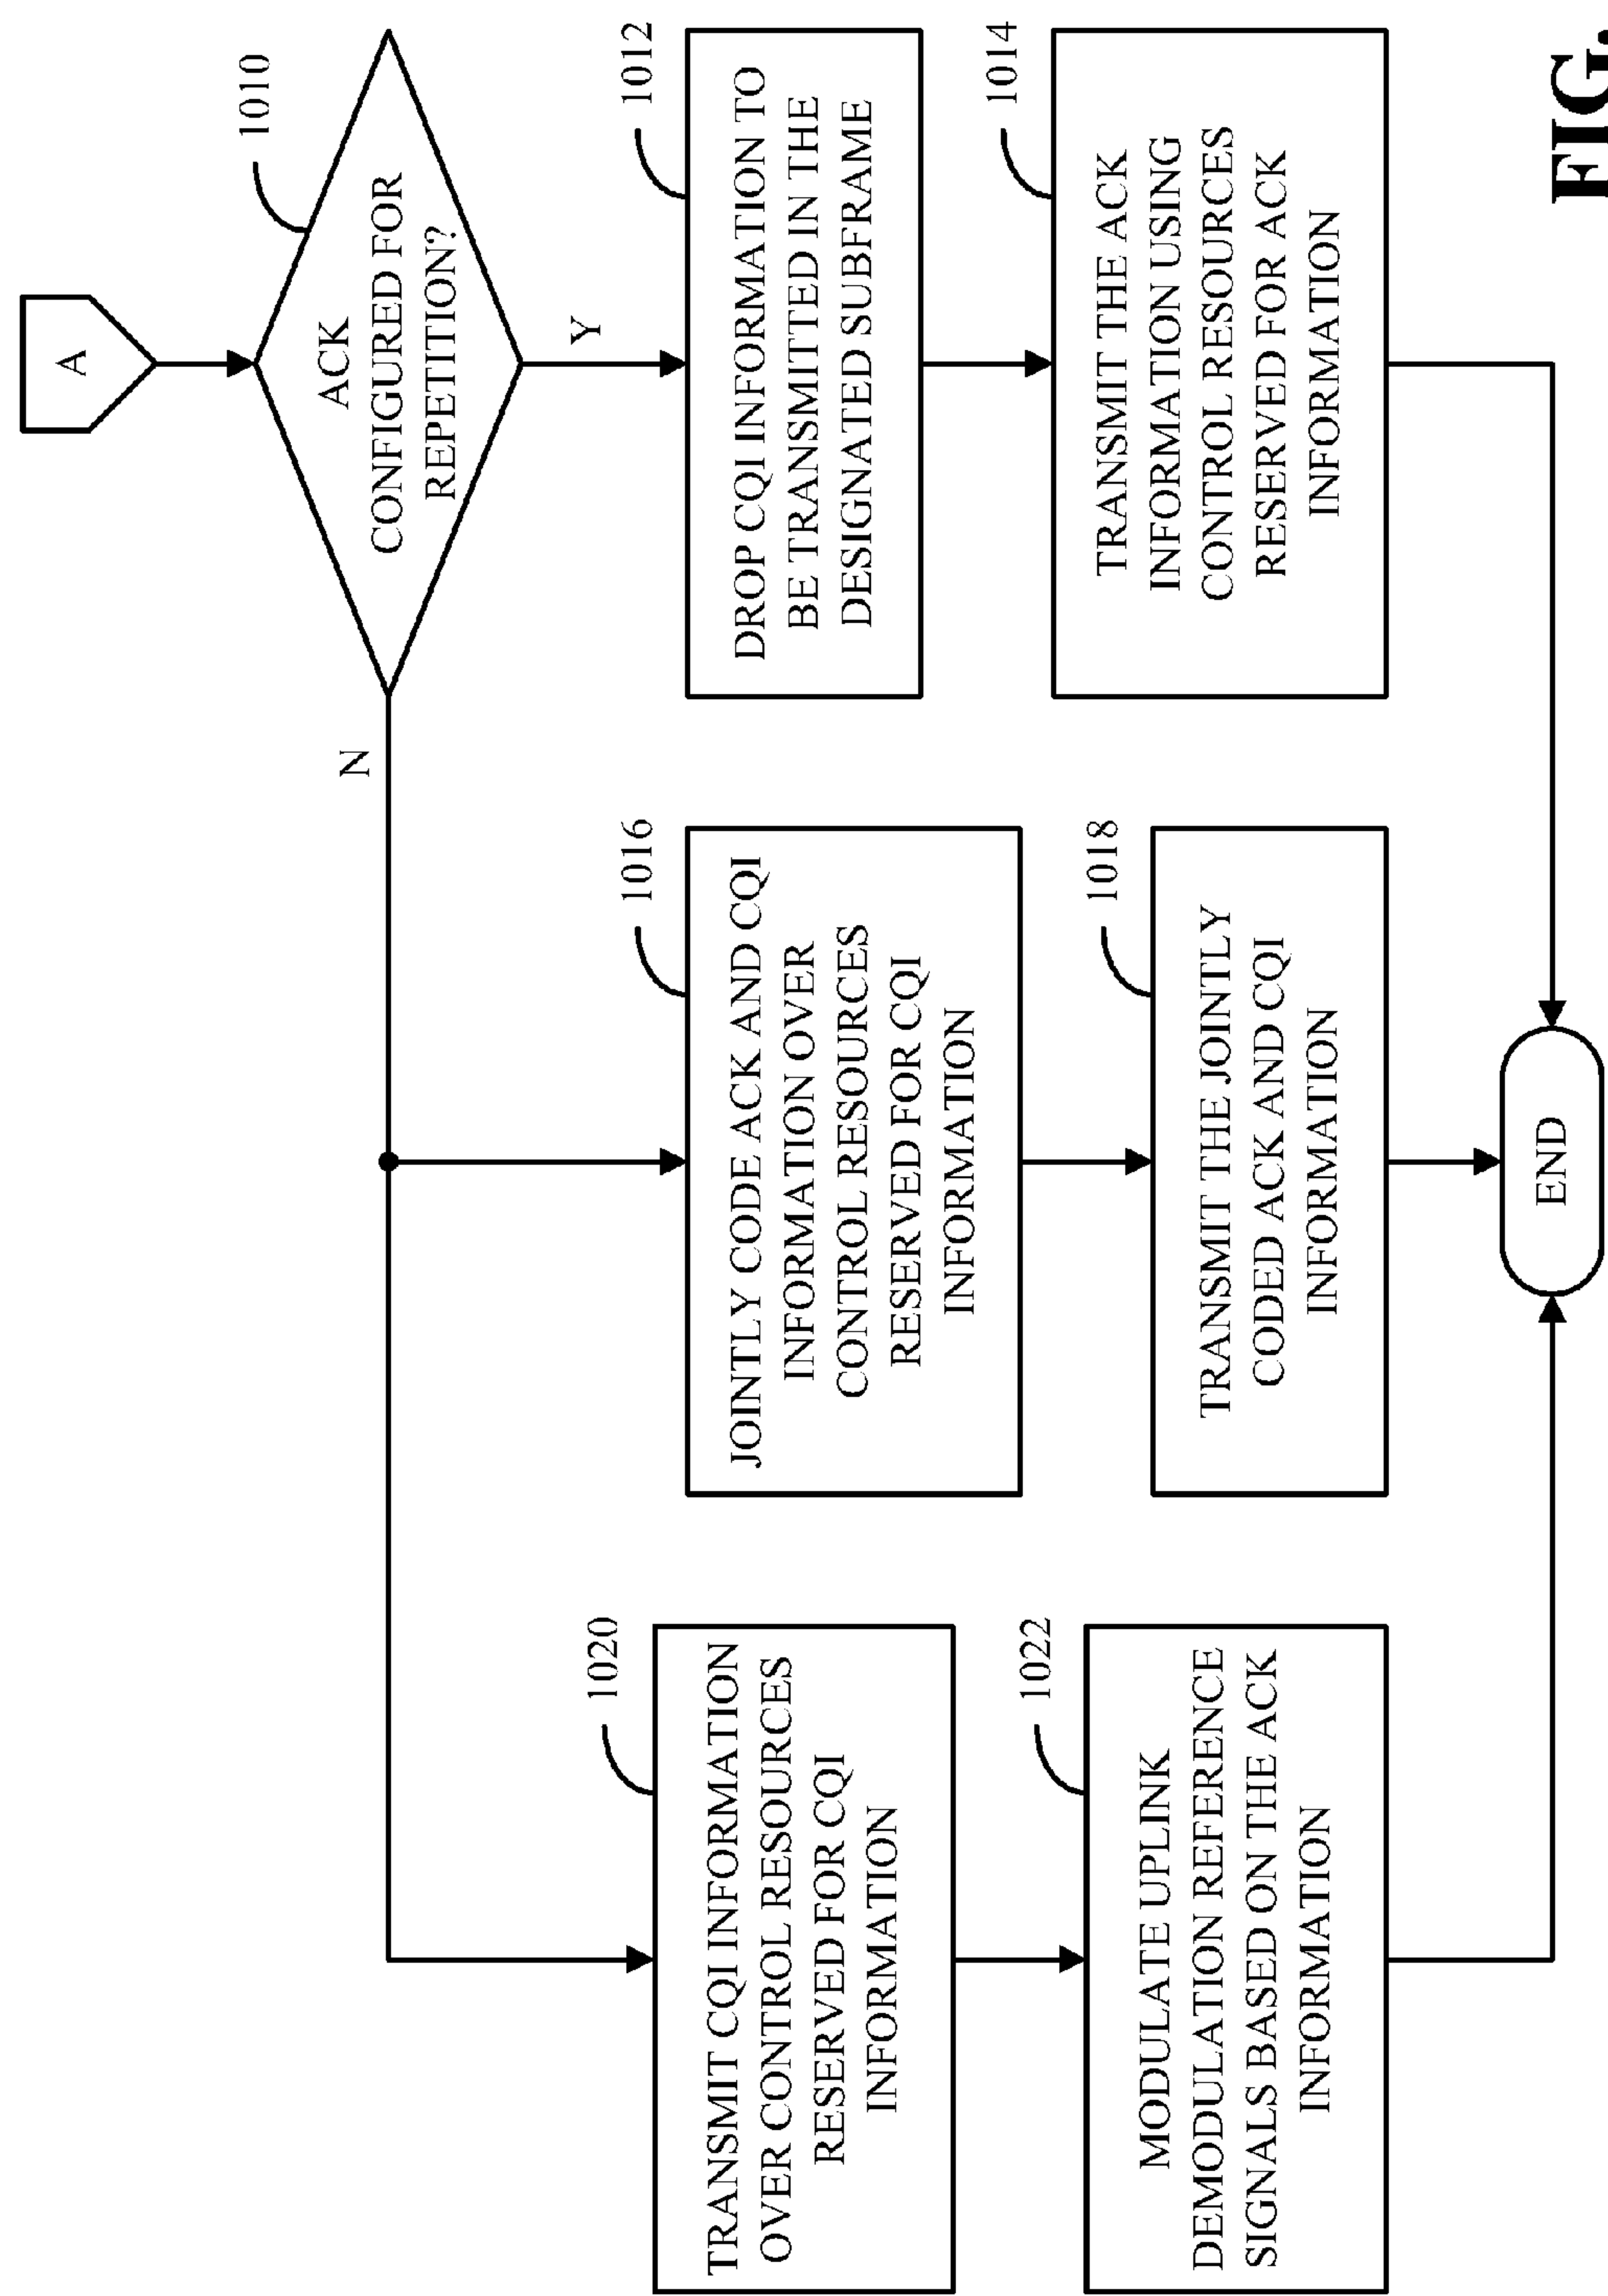 A
1010
ACK
CONFIGURED FOR
REPETITION?
N
Y
1020
TRANSMIT CQI INFORMATION
OVER CONTROL RESOURCES
RESERVED FOR CQI
INFORMATION
1016
JOINTLY CODE ACK AND CQI
INFORMATION OVER
CONTROL RESOURCES
RESERVED FOR CQI
INFORMATION
1012
DROP CQI INFORMATION TO
BE TRANSMITTED IN THE
DESIGNATED SUBFRAME
1022
MODULATE UPLINK
DEMODULATION REFERENCE
SIGNALS BASED ON THE ACK
INFORMATION
1018
TRANSMIT THE JOINTLY
CODED ACK AND CQI
INFORMATION
1014
TRANSMIT THE ACK
INFORMATION USING
CONTROL RESOURCES
RESERVED FOR ACK
INFORMATION
END
FIG.